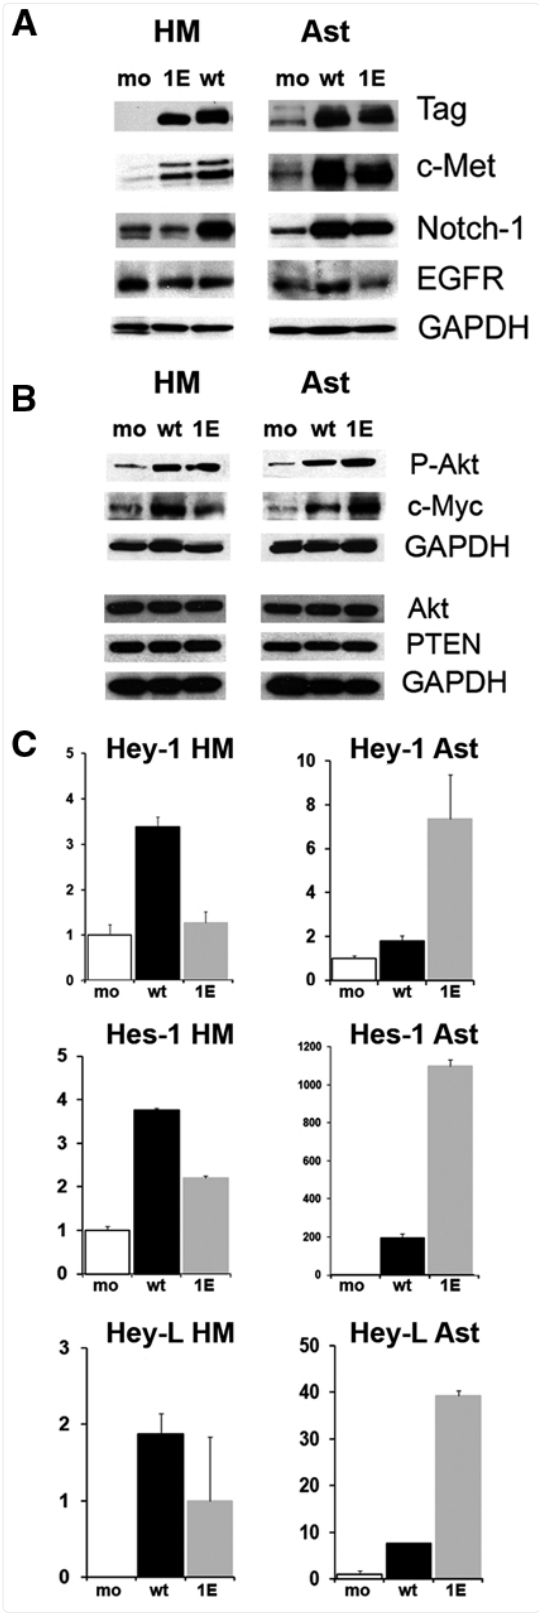 A
HM Ast
mo 1E wt mo wt 1E
Tag
c-Met
Notch-1
EGFR
GAPDH
B
HM Ast
mo wt 1E mo wt 1E
P-Akt
c-Myc
GAPDH
Akt
PTEN
GAPDH
C
Hey-1 HM
5
4
3
2
1
0
mo wt 1E
Hey-1 Ast
10
8
6
4
2
0
mo wt 1E
Hes-1 HM
5
4
3
2
1
0
mo wt 1E
Hes-1 Ast
1200
1000
800
600
400
200
0
mo wt 1E
Hey-L HM
3
2
1
0
mo wt 1E
Hey-L Ast
50
40
30
20
10
0
mo wt 1E